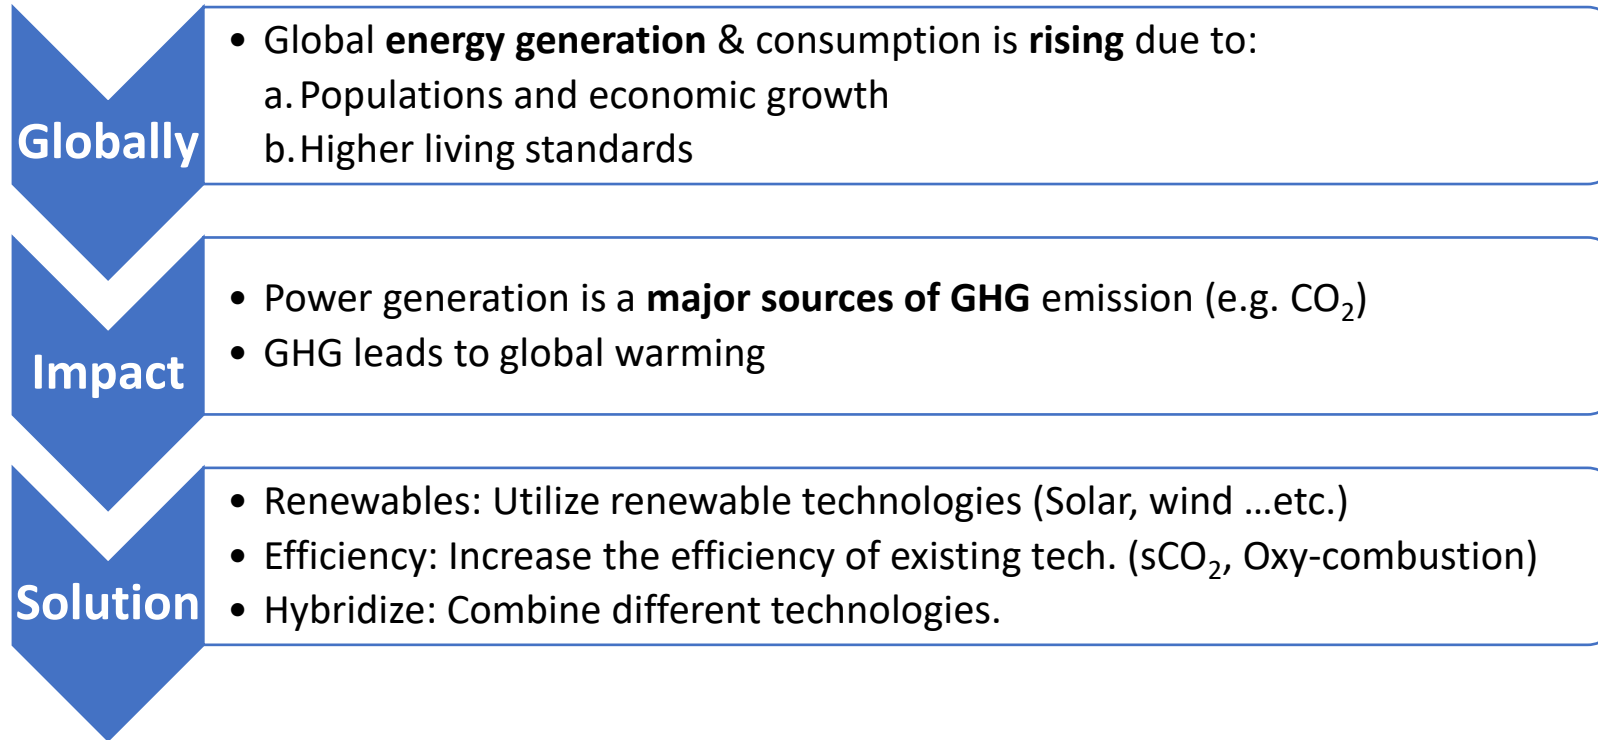 Globally
• Global energy generation & consumption is rising due to:
a. Populations and economic growth
b. Higher living standards
Impact
• Power generation is a major sources of GHG emission (e.g. CO₂)
• GHG leads to global warming
Solution
• Renewables: Utilize renewable technologies (Solar, wind ...etc.)
• Efficiency: Increase the efficiency of existing tech. (sCO₂, Oxy-combustion)
• Hybridize: Combine different technologies.